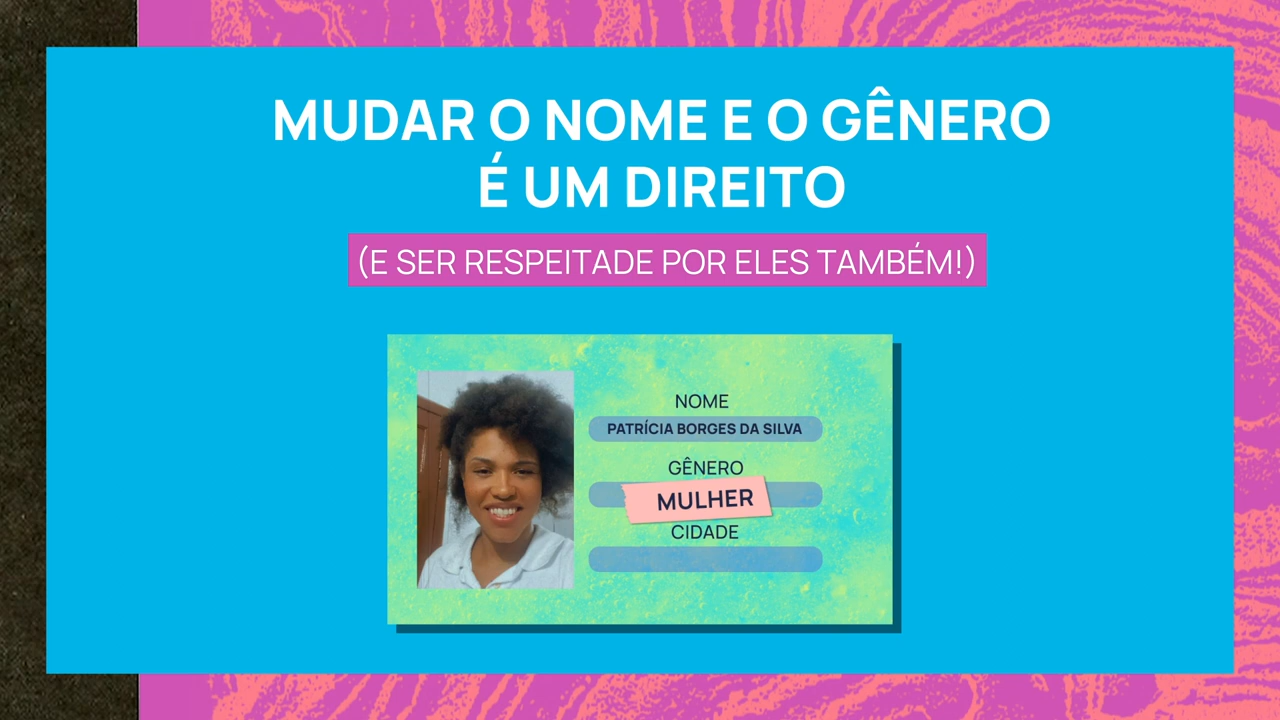 MUDAR O NOME E O GÊNERO
É UM DIREITO
(E SER RESPEITADE POR ELES TAMBÉM!)
NOME
PATRÍCIA BORGES DA SILVA
GÊNERO
MULHER
CIDADE